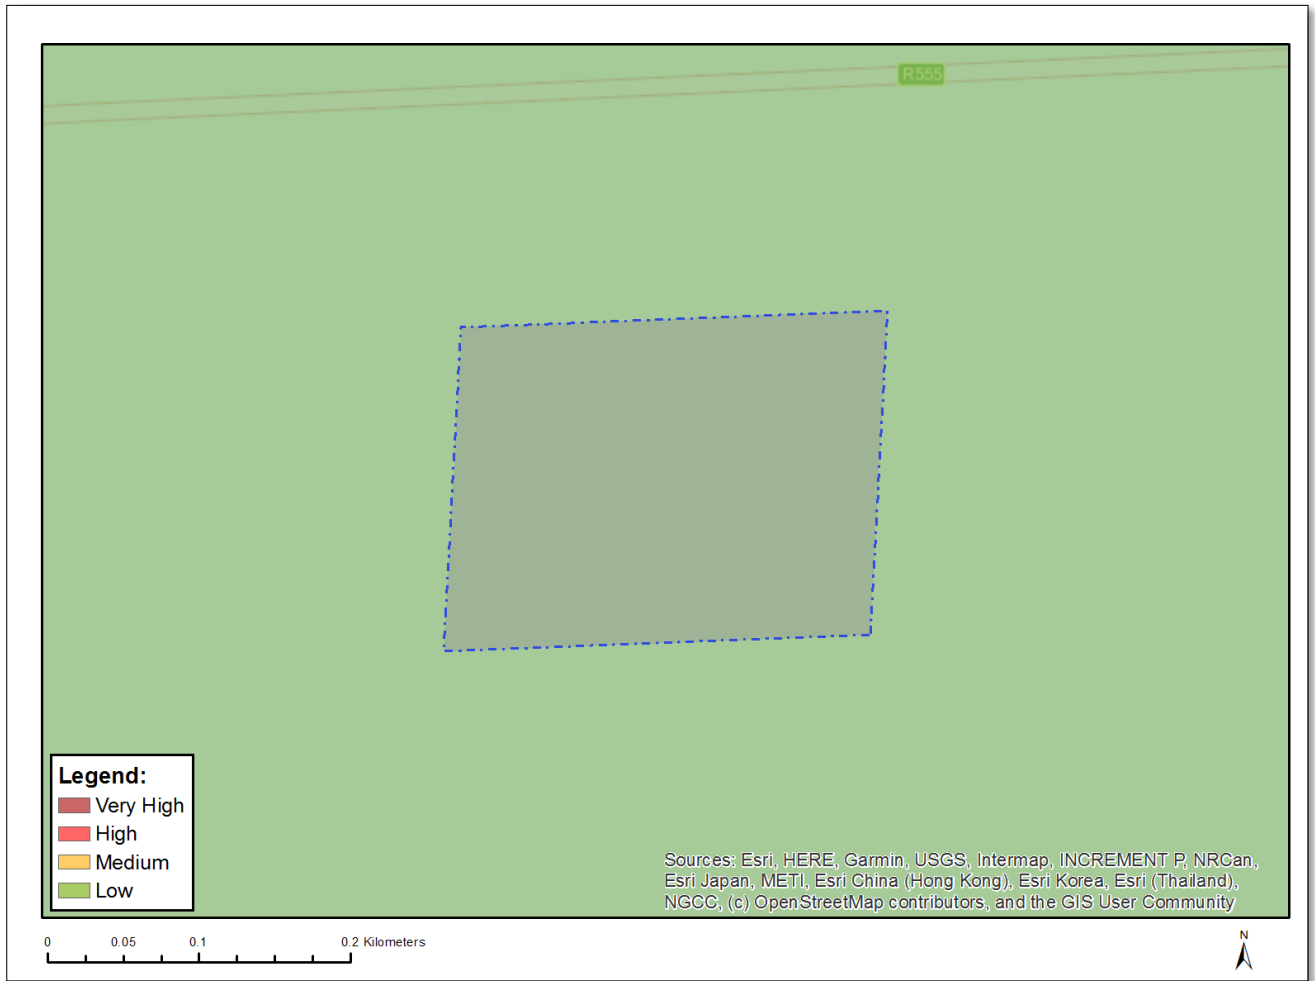 R555
Legend:
Very High
High
Medium
Low
Sources: Esri, HERE, Garmin, USGS, Intermap, INCREMENT P, NRCan,
Esri Japan, METI, Esri China (Hong Kong), Esri Korea, Esri (Thailand),
NGCC, (c) OpenStreetMap contributors, and the GIS User Community
0 0.05 0.1 0.2 Kilometers
N